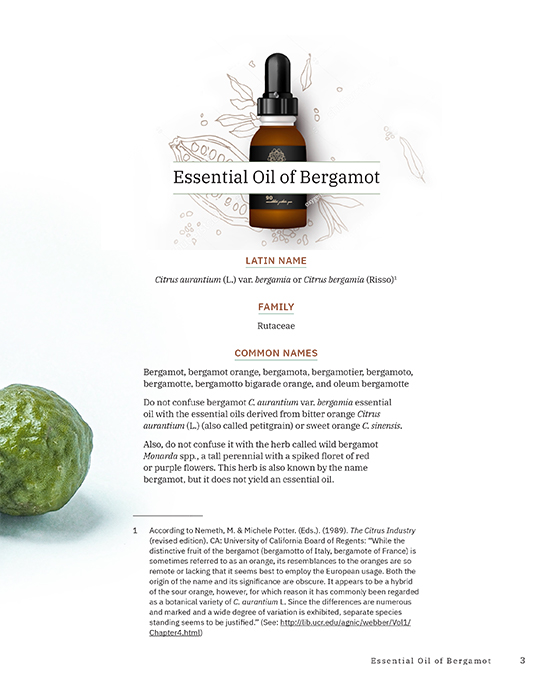 Essential Oil of Bergamot
LATIN NAME
Citrus aurantium (L.) var. bergamia or Citrus bergamia (Risso)¹
FAMILY
Rutaceae
COMMON NAMES
Bergamot, bergamot orange, bergamota, bergamotier, bergamoto,
bergamotte, bergamotto bigarade orange, and oleum bergamotte
Do not confuse bergamot C. aurantium var. bergamia essential
oil with the essential oils derived from bitter orange Citrus
aurantium (L.) (also called petitgrain) or sweet orange C. sinensis.
Also, do not confuse it with the herb called wild bergamot
Monarda spp., a tall perennial with a spiked floret of red
or purple flowers. This herb is also known by the name
bergamot, but it does not yield an essential oil.
1 According to Nemeth, M. & Michele Potter. (Eds.). (1989). The Citrus Industry
(revised edition). CA: University of California Board of Regents: “While the
distinctive fruit of the bergamot (bergamotto of Italy, bergamote of France) is
sometimes referred to as an orange, its resemblances to the oranges are so
remote or lacking that it seems best to employ the European usage. Both the
origin of the name and its significance are obscure. It appears to be a hybrid
of the sour orange, however, for which reason it has commonly been regarded
as a botanical variety of C. aurantium L. Since the differences are numerous
and marked and a wide degree of variation is exhibited, separate species
standing seems to be justified.” (See: http://lib.ucr.edu/agnic/webber/Vol1/
Chapter4.html)
Essential Oil of Bergamot 3